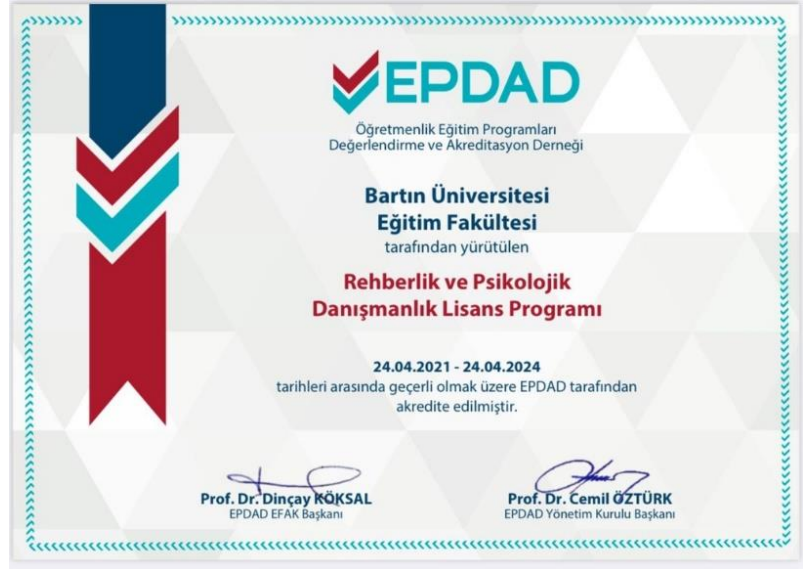 EPDAD
Öğretmenlik Eğitim Programları
Değerlendirme ve Akreditasyon Derneği
Bartın Üniversitesi
Eğitim Fakültesi
tarafından yürütülen
Rehberlik ve Psikolojik
Danışmanlık Lisans Programı
24.04.2021 - 24.04.2024
tarihleri arasında geçerli olmak üzere EPDAD tarafından
akredite edilmiştir.
Prof. Dr. Dinçay KÖKSAL
EPDAD EFAK Başkanı
Prof. Dr. Cemil ÖZTÜRK
EPDAD Yönetim Kurulu Başkanı